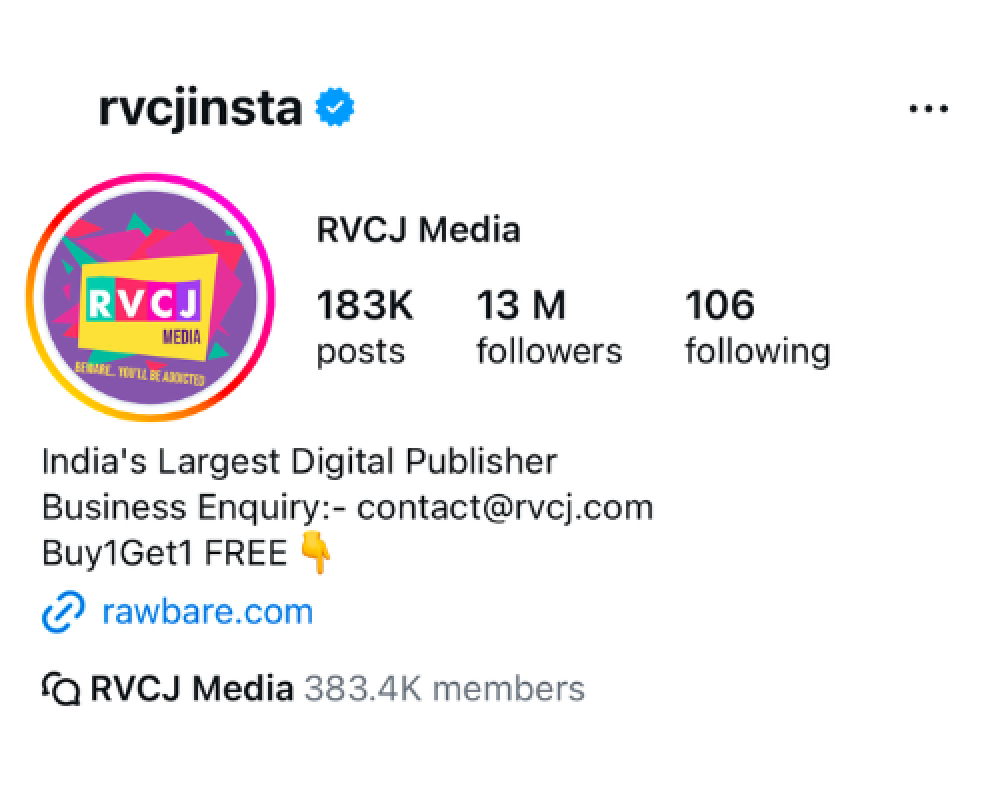 rvcjinsta
RVCJ Media
183K 13 M 106
posts followers following
RVCJ
MEDIA
BEWARE... YOU'LL BE ADDICTED
India's Largest Digital Publisher
Business Enquiry:- contact@rvcj.com
Buy1Get1 FREE 👇
rawbare.com
RVCJ Media 383.4K members